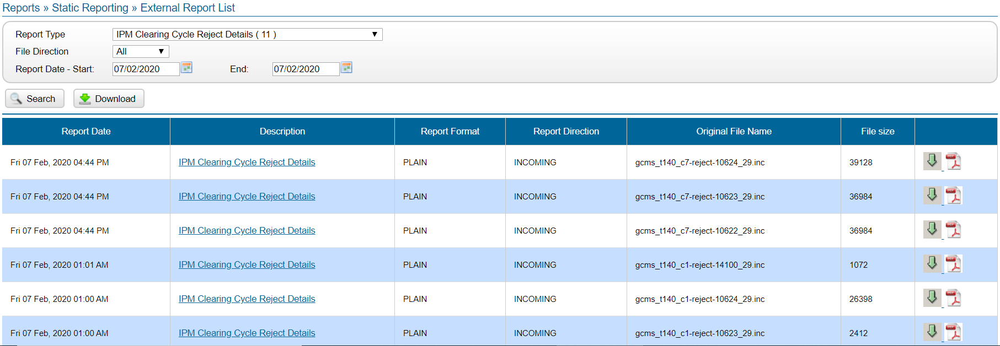 Reports » Static Reporting » External Report List
Report Type IPM Clearing Cycle Reject Details ( 11 )
File Direction All
Report Date - Start: 07/02/2020 End: 07/02/2020
Search Download
Report Date Description Report Format Report Direction Original File Name File size
Fri 07 Feb, 2020 04:44 PM IPM Clearing Cycle Reject Details PLAIN INCOMING gcms_t140_c7-reject-10624_29.inc 39128
Fri 07 Feb, 2020 04:44 PM IPM Clearing Cycle Reject Details PLAIN INCOMING gcms_t140_c7-reject-10623_29.inc 36984
Fri 07 Feb, 2020 04:44 PM IPM Clearing Cycle Reject Details PLAIN INCOMING gcms_t140_c7-reject-10622_29.inc 36984
Fri 07 Feb, 2020 01:01 AM IPM Clearing Cycle Reject Details PLAIN INCOMING gcms_t140_c1-reject-14100_29.inc 1072
Fri 07 Feb, 2020 01:00 AM IPM Clearing Cycle Reject Details PLAIN INCOMING gcms_t140_c1-reject-10624_29.inc 26398
Fri 07 Feb, 2020 01:00 AM IPM Clearing Cycle Reject Details PLAIN INCOMING gcms_t140_c1-reject-10623_29.inc 2412